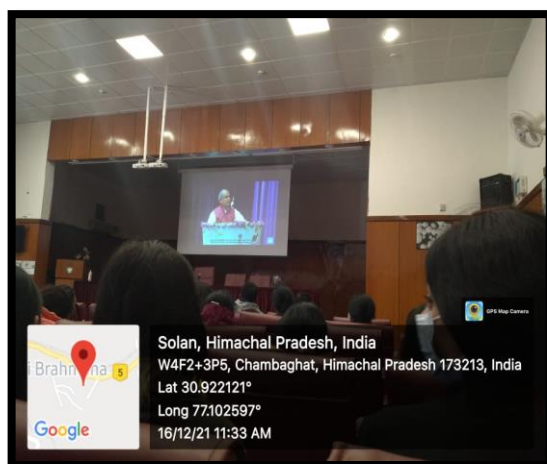 GPS Map Camera
Solan, Himachal Pradesh, India
W4F2+3P5, Chambaghat, Himachal Pradesh 173213, India
Lat 30.922121°
Long 77.102597°
16/12/21 11:33 AM
5
Google